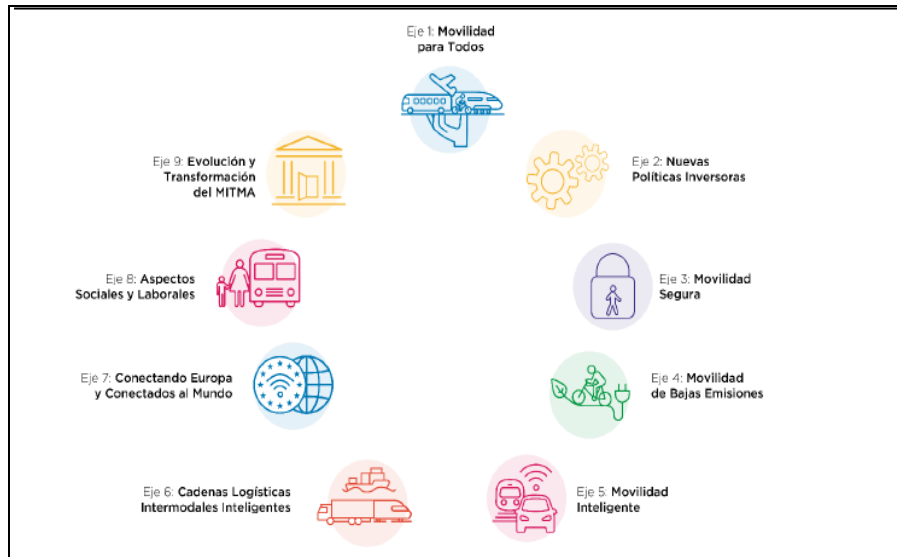 Eje 1: Movilidad
para Todos
Eje 2: Nuevas
Políticas Inversoras
Eje 3: Movilidad
Segura
Eje 4: Movilidad
de Bajas Emisiones
Eje 5: Movilidad
Inteligente
Eje 6: Cadenas Logísticas
Intermodales Inteligentes
Eje 7: Conectando Europa
y Conectados al Mundo
Eje 8: Aspectos
Sociales y Laborales
Eje 9: Evolución y
Transformación
del MITMA